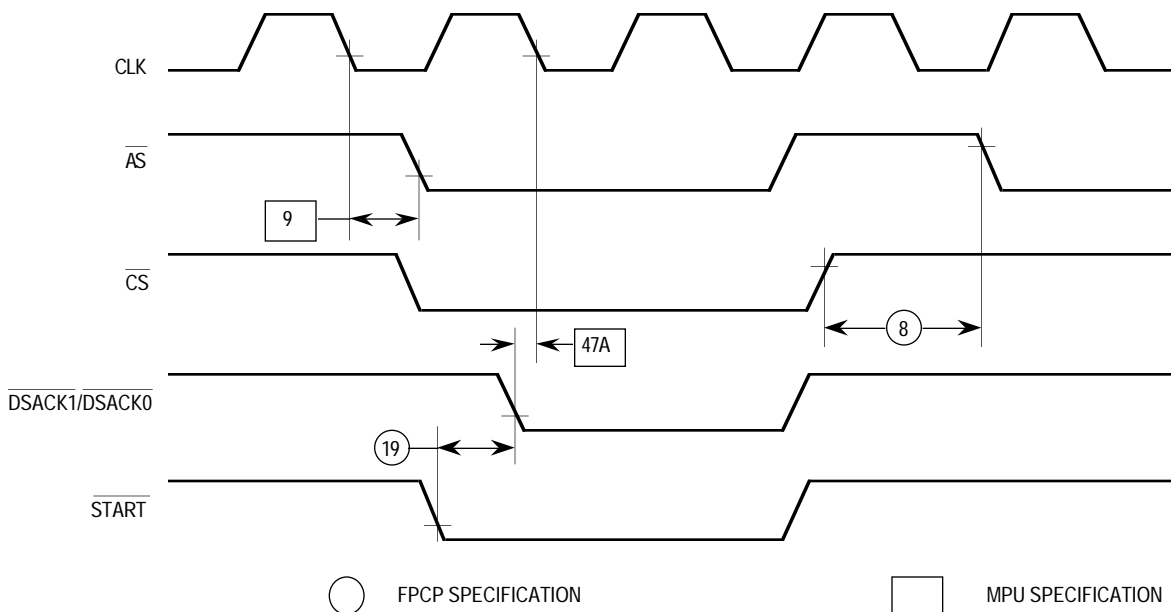 CLK
AS
9
CS
8
47A
DSACK1/DSACK0
19
START
FPCP SPECIFICATION
MPU SPECIFICATION